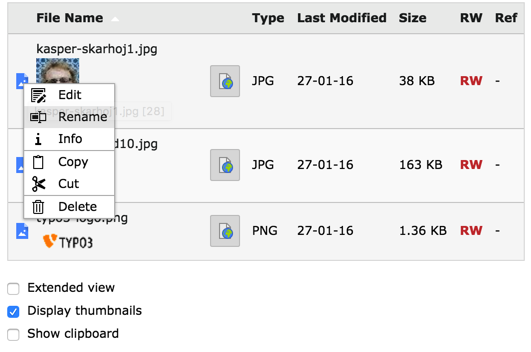 File Name Type Last Modified Size RW Ref
kasper-skarhoj1.jpg
JPG 27-01-16 38 KB RW -
Edit
kasper-skarhoj1.jpg [28]
Rename
Info
d10.jpg
Copy
JPG 27-01-16 163 KB RW -
Cut
Delete
typo3-logo.png
TYPO3
PNG 27-01-16 1.36 KB RW -
Extended view
Display thumbnails
Show clipboard